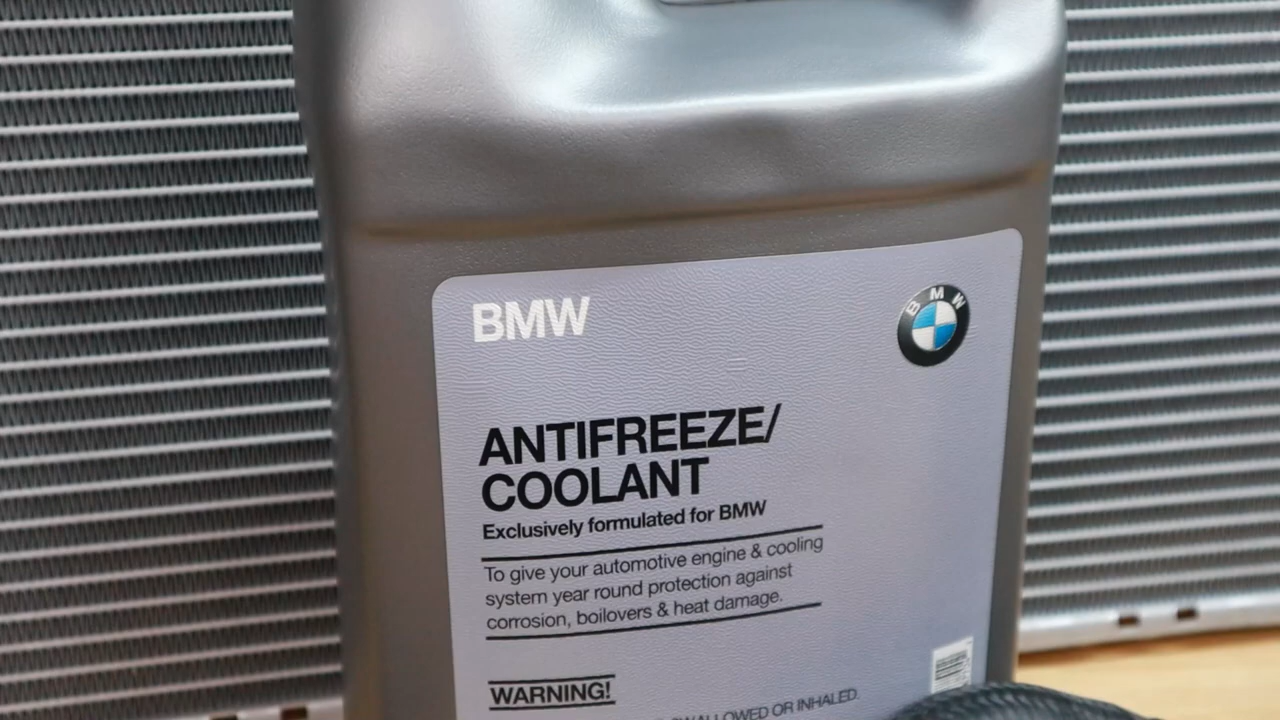 BMW
BMW
ANTIFREEZE/
COOLANT
Exclusively formulated for BMW
To give your automotive engine & cooling
system year round protection against
corrosion, boilovers & heat damage.
WARNING!
OR INHALED.